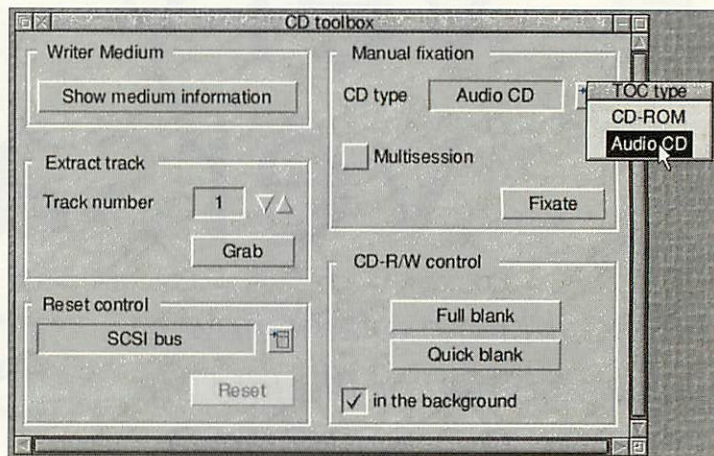 CD toolbox
Writer Medium
Show medium information
Extract track
Track number 1
Grab
Reset control
SCSI bus
Reset
Manual fixation
CD type Audio CD
Multisession
Fixate
TOC type
CD-ROM
Audio CD
CD-R/W control
Full blank
Quick blank
in the background